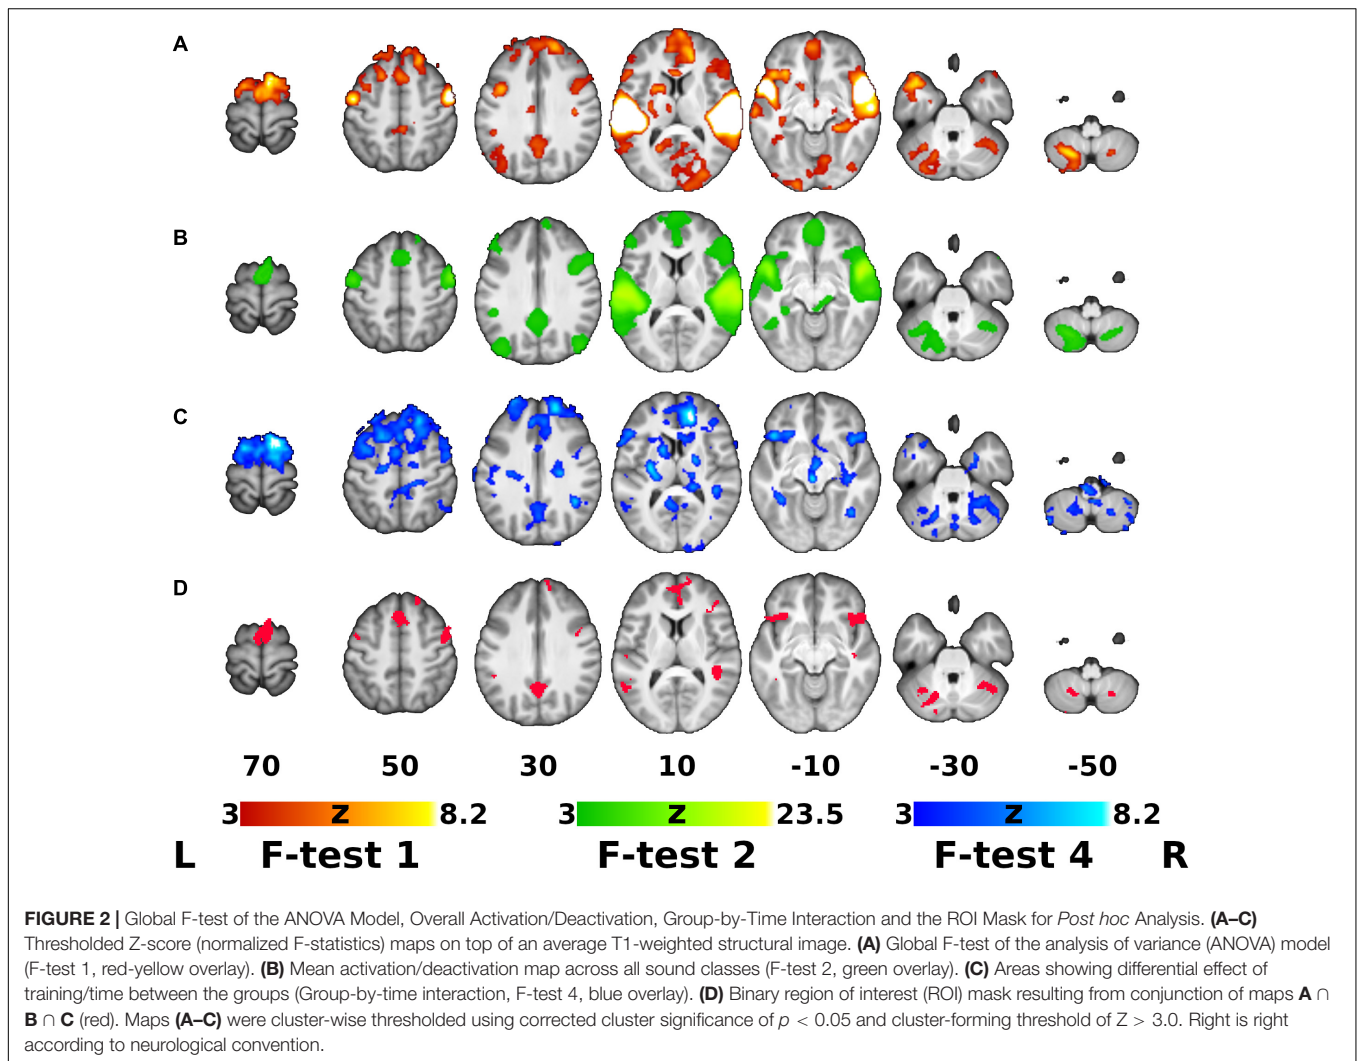 A
B
C
D
70 50 30 10 -10 -30 -50
3 Z 8.2 3 Z 23.5 3 Z 8.2
L F-test 1 F-test 2 F-test 4 R
FIGURE 2 | Global F-test of the ANOVA Model, Overall Activation/Deactivation, Group-by-Time Interaction and the ROI Mask for Post hoc Analysis. (A–C)
Thresholded Z-score (normalized F-statistics) maps on top of an average T1-weighted structural image. (A) Global F-test of the analysis of variance (ANOVA) model
(F-test 1, red-yellow overlay). (B) Mean activation/deactivation map across all sound classes (F-test 2, green overlay). (C) Areas showing differential effect of
training/time between the groups (Group-by-time interaction, F-test 4, blue overlay). (D) Binary region of interest (ROI) mask resulting from conjunction of maps A ∩
B ∩ C (red). Maps (A–C) were cluster-wise thresholded using corrected cluster significance of p < 0.05 and cluster-forming threshold of Z > 3.0. Right is right
according to neurological convention.